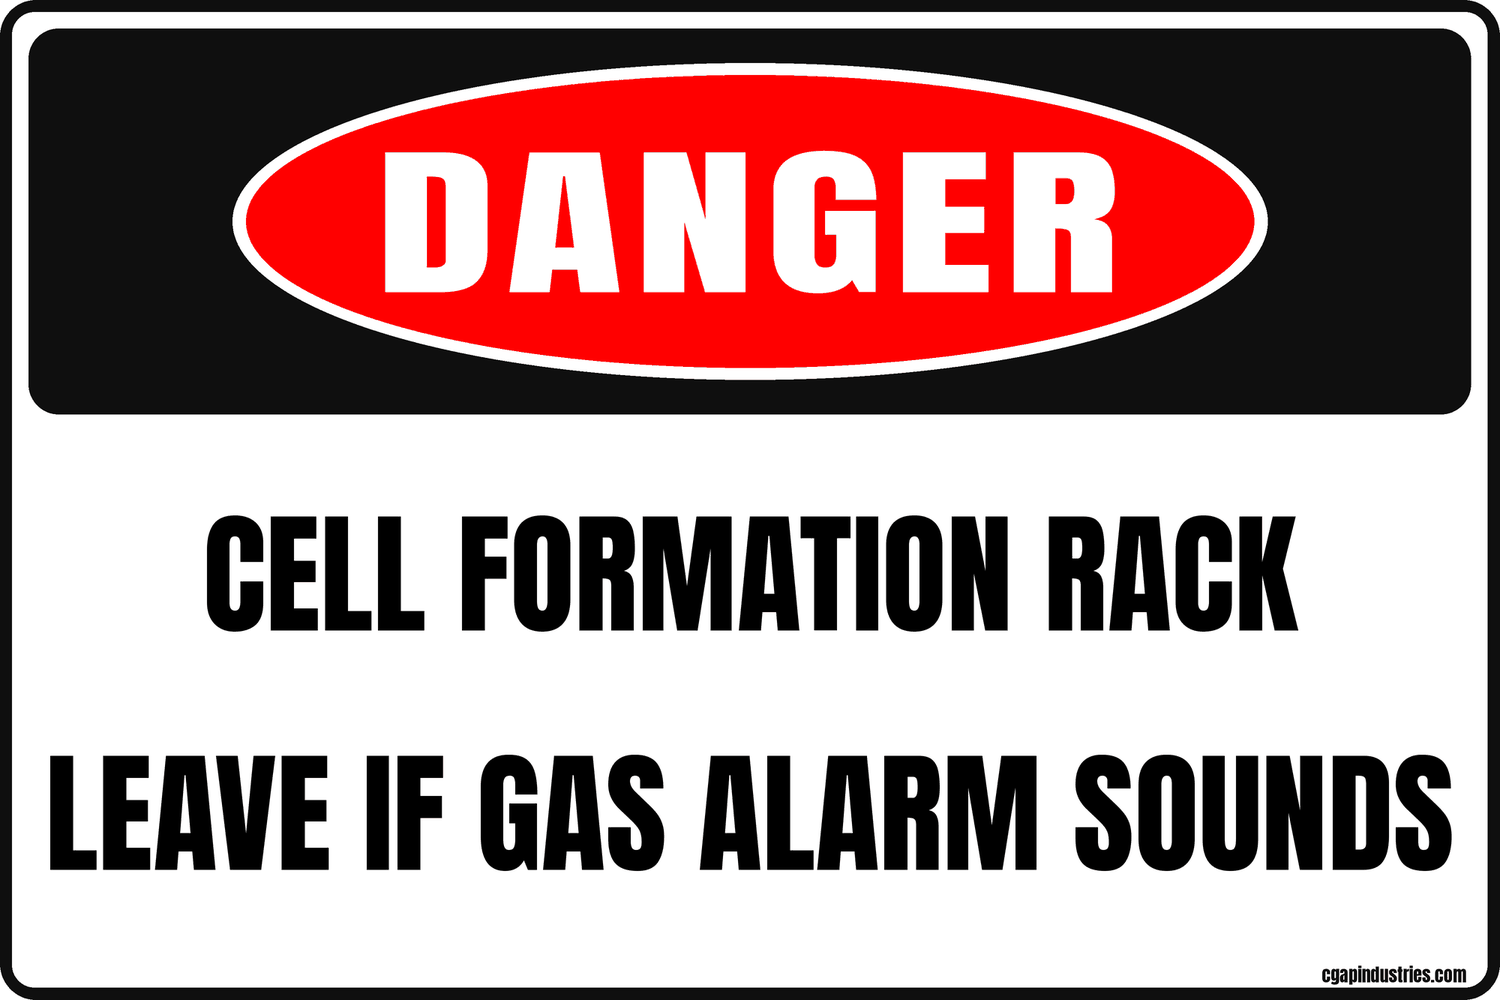 DANGER
CELL FORMATION RACK
LEAVE IF GAS ALARM SOUNDS
cgapindustries.com